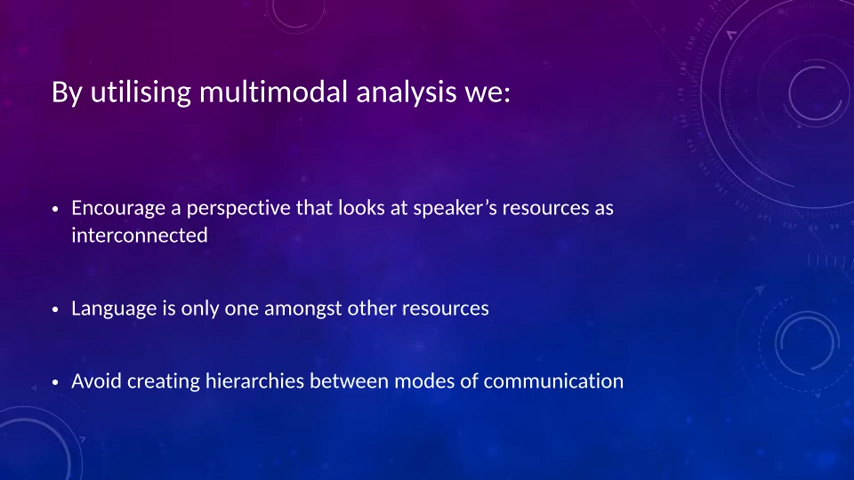 By utilising multimodal analysis we:
• Encourage a perspective that looks at speaker’s resources as
interconnected
• Language is only one amongst other resources
• Avoid creating hierarchies between modes of communication